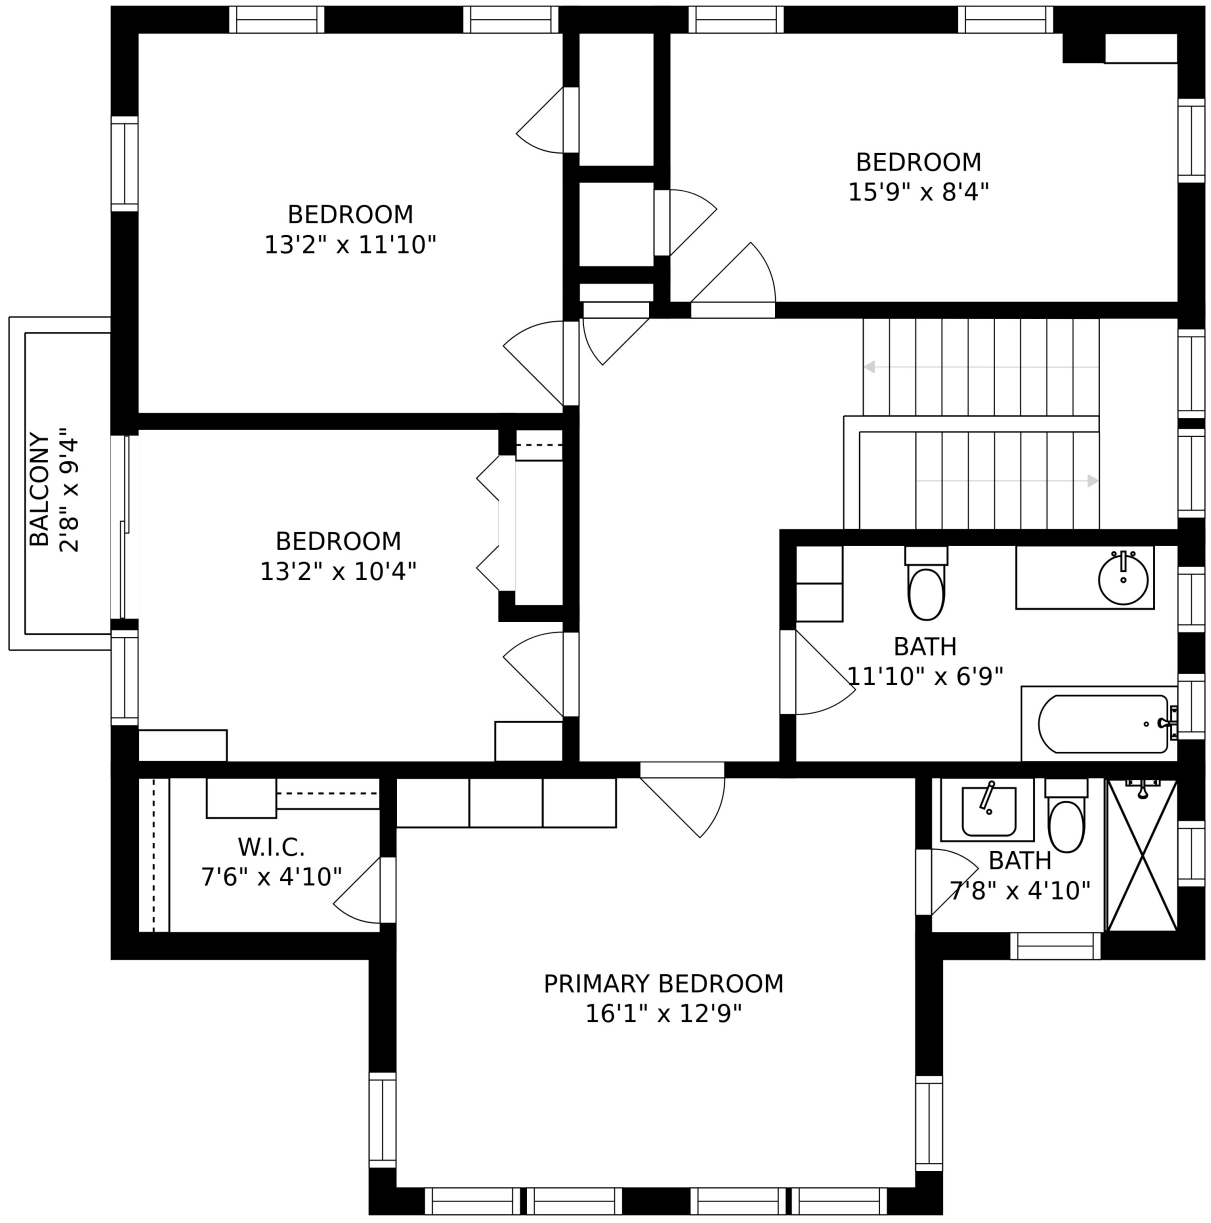 BEDROOM
15'9" x 8'4"
BEDROOM
13'2" x 11'10"
BALCONY
2'8" x 9'4"
BEDROOM
13'2" x 10'4"
BATH
11'10" x 6'9"
W.I.C.
7'6" x 4'10"
BATH
7'8" x 4'10"
PRIMARY BEDROOM
16'1" x 12'9"